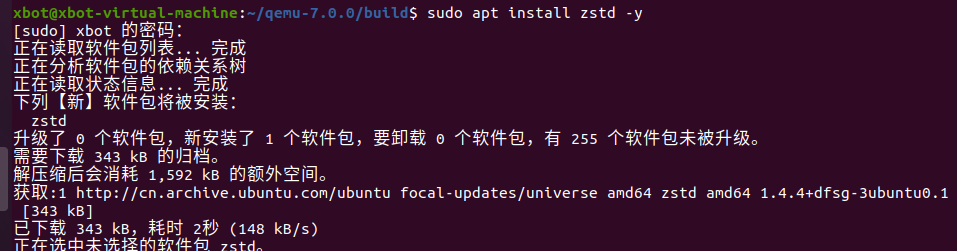 xbot@xbot-virtual-machine:~/qemu-7.0.0/build$ sudo apt install zstd -y
[sudo] xbot 的密码：
正在读取软件包列表... 完成
正在分析软件包的依赖关系树
正在读取状态信息... 完成
下列【新】软件包将被安装：
  zstd
升级了 0 个软件包，新安装了 1 个软件包，要卸载 0 个软件包，有 255 个软件包未被升级。
需要下载 343 kB 的归档。
解压缩后会消耗 1,592 kB 的额外空间。
获取:1 http://cn.archive.ubuntu.com/ubuntu focal-updates/universe amd64 zstd amd64 1.4.4+dfsg-3ubuntu0.1
 [343 kB]
已下载 343 kB，耗时 2秒 (148 kB/s)
正在选中未选择的软件包 zstd。